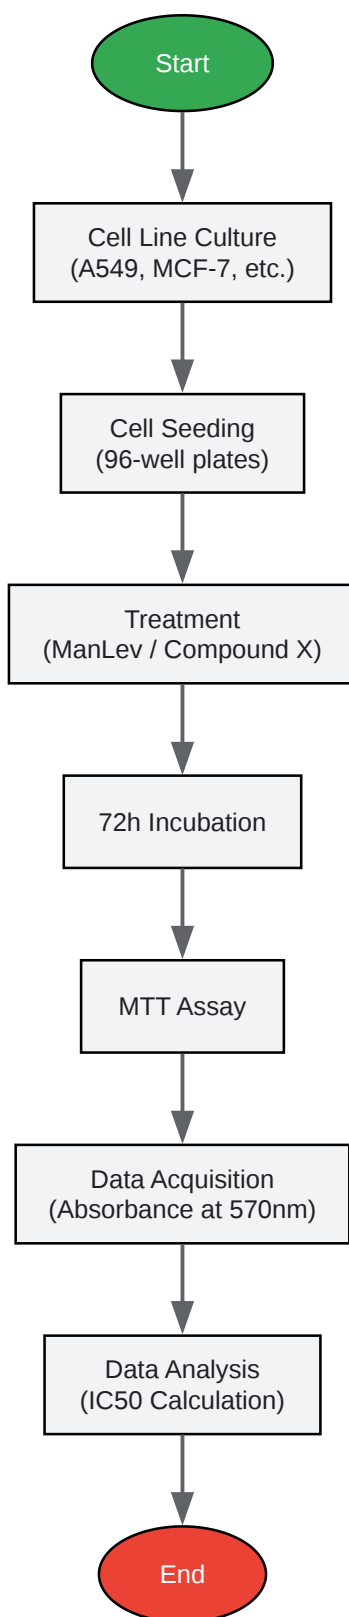 Start
Cell Line Culture
(A549, MCF-7, etc.)
Cell Seeding
(96-well plates)
Treatment
(ManLev / Compound X)
72h Incubation
MTT Assay
Data Acquisition
(Absorbance at 570nm)
Data Analysis
(IC50 Calculation)
End